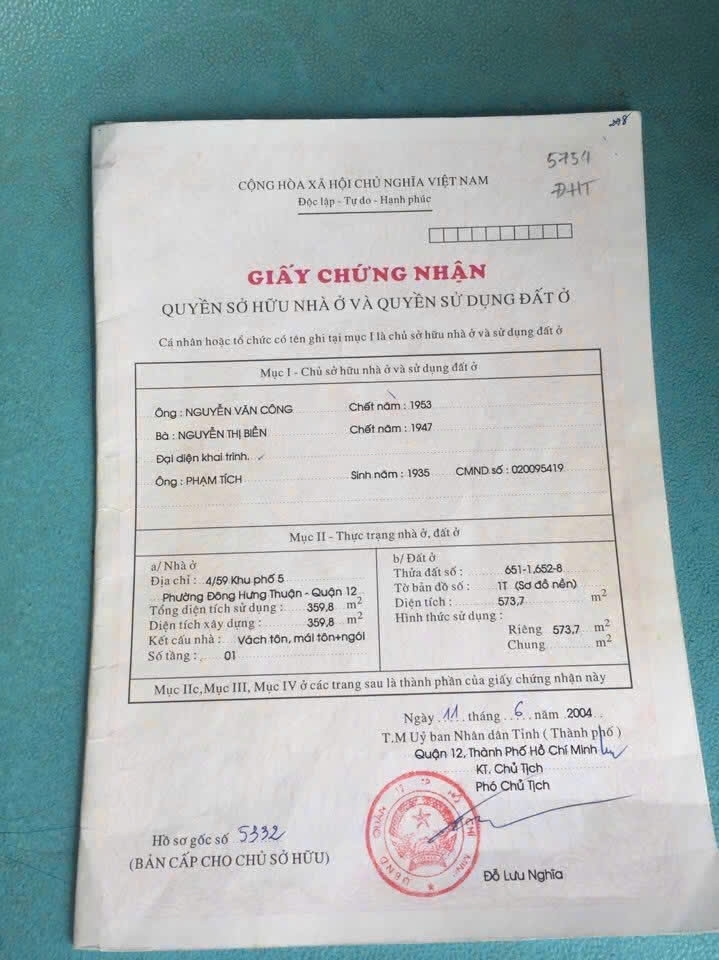 278
5751
ĐHT
CỘNG HÒA XÃ HỘI CHỦ NGHĨA VIỆT NAM
Độc lập - Tự do - Hạnh phúc
GIẤY CHỨNG NHẬN
QUYỀN SỞ HỮU NHÀ Ở VÀ QUYỀN SỬ DỤNG ĐẤT Ở
Cá nhân hoặc tổ chức có tên ghi tại mục I là chủ sở hữu nhà ở và sử dụng đất ở
Mục I - Chủ sở hữu nhà ở và sử dụng đất ở
Ông : NGUYỄN VĂN CÔNG Chết năm : 1953
Bà : NGUYỄN THỊ BIÊN Chết năm : 1947
Đại diện khai trình.
Ông : PHẠM TÍCH Sinh năm : 1935 CMND số : 020095419
Mục II - Thực trạng nhà ở, đất ở
a/ Nhà ở
Địa chỉ : 4/59 Khu phố 5
Phường Đông Hưng Thuận - Quận 12
Tổng diện tích sử dụng : 359,8 m2
Diện tích xây dựng : 359,8 m2
Kết cấu nhà : Vách tôn, mái tôn+ngói
Số tầng : 01
b/ Đất ở
Thửa đất số : 651-1,652-8
Tờ bản đồ số : 1T (Sơ đồ nền)
Diện tích : 573,7 m2
Hình thức sử dụng :
Riêng 573,7 m2
Chung m2
Mục IIc,Mục III, Mục IV ở các trang sau là thành phần của giấy chứng nhận này
Ngày 11 tháng 6 năm 2004
T.M Uỷ ban Nhân dân Tỉnh ( Thành phố )
Quận 12, Thành Phố Hồ Chí Minh
KT. Chủ Tịch
Phó Chủ Tịch
Hồ sơ gốc số 5332
(BẢN CẤP CHO CHỦ SỞ HỮU)
Đỗ Lưu Nghĩa